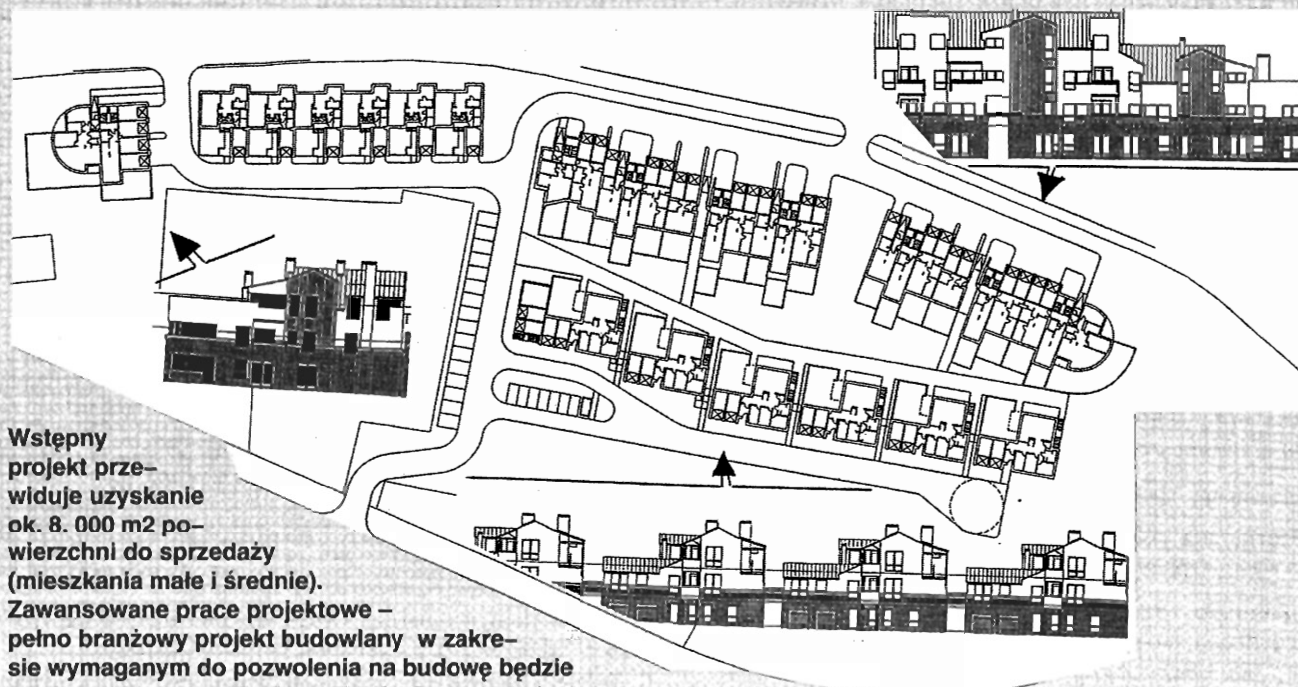 Wstępny
projekt prze–
widuje uzyskanie
ok. 8. 000 m2 po–
wierzchni do sprzedaży
(mieszkania małe i średnie).
Zawansowane prace projektowe –
pełno branżowy projekt budowlany w zakre–
sie wymaganym do pozwolenia na budowę będzie